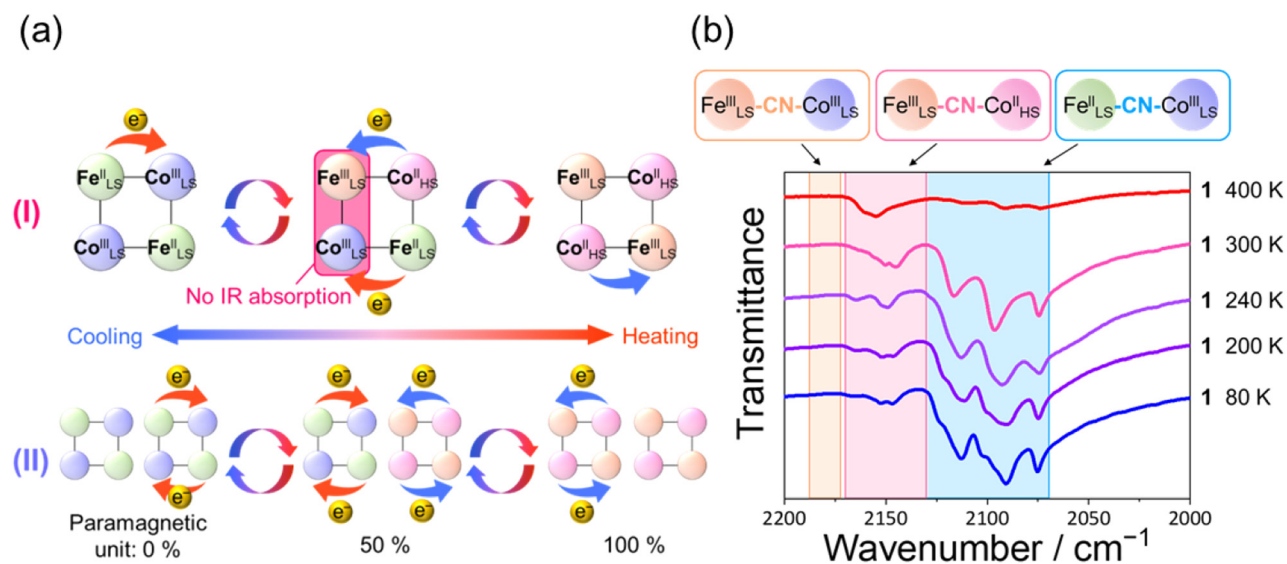 (a)
e⁻
e⁻
Fe^II_LS Co^III_LS
Fe^III_LS Co^II_HS
Fe^III_LS Co^II_HS
(I)
Co^III_LS Fe^II_LS
Co^III_LS Fe^II_LS
Co^II_HS Fe^III_LS
No IR absorption
e⁻
e⁻
Cooling
Heating
e⁻
e⁻
e⁻
e⁻
(II)
e⁻
e⁻
e⁻
e⁻
Paramagnetic
unit: 0 %
50 %
100 %
(b)
Fe^III_LS-CN-Co^III_LS
Fe^III_LS-CN-Co^II_HS
Fe^II_LS-CN-Co^III_LS
Transmittance
1 400 K
1 300 K
1 240 K
1 200 K
1 80 K
2200
2150
2100
2050
2000
Wavenumber / cm⁻¹